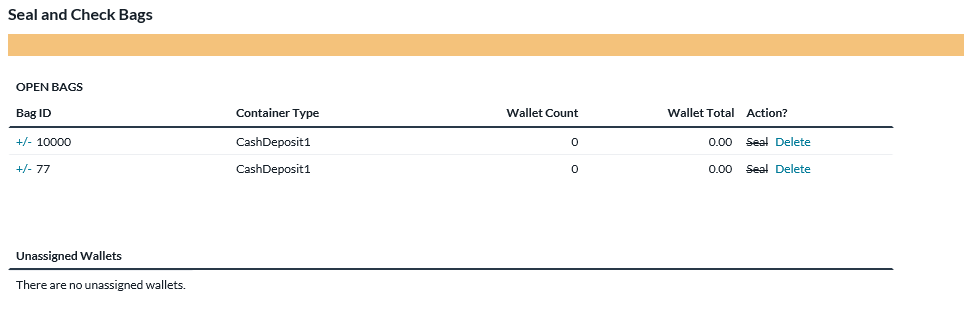 Seal and Check Bags
OPEN BAGS
Bag ID Container Type Wallet Count Wallet Total Action?
+/- 10000 CashDeposit1 0 0.00 Seal Delete
+/- 77 CashDeposit1 0 0.00 Seal Delete
Unassigned Wallets
There are no unassigned wallets.